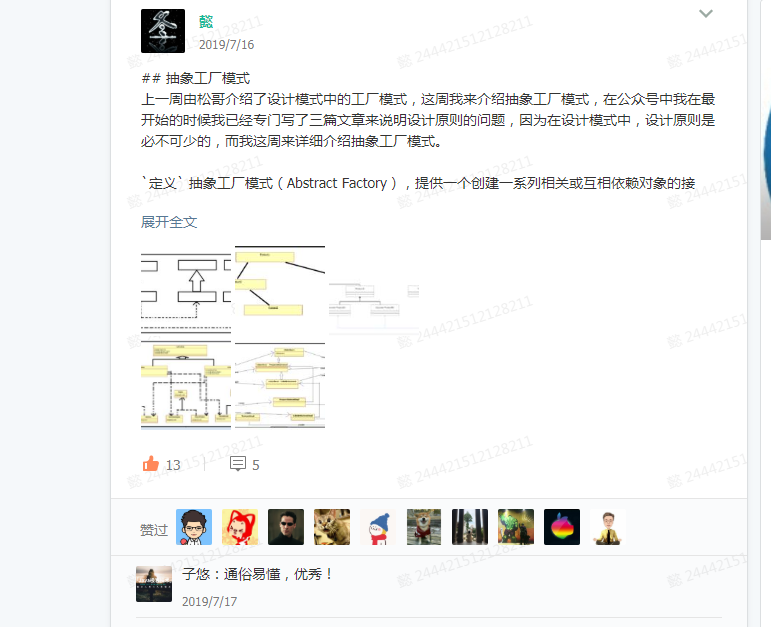 懿
2019/7/16
## 抽象工厂模式
上一周由松哥介绍了设计模式中的工厂模式，这周我来介绍抽象工厂模式，在公众号中我在最
开始的时候我已经专门写了三篇文章来说明设计原则的问题，因为在设计模式中，设计原则是
必不可少的，而我这周来详细介绍抽象工厂模式。
`定义` 抽象工厂模式（Abstract Factory），提供一个创建一系列相关或互相依赖对象的接
展开全文
13
5
赞过
子悠：通俗易懂，优秀！
2019/7/17
懿 244421512128211